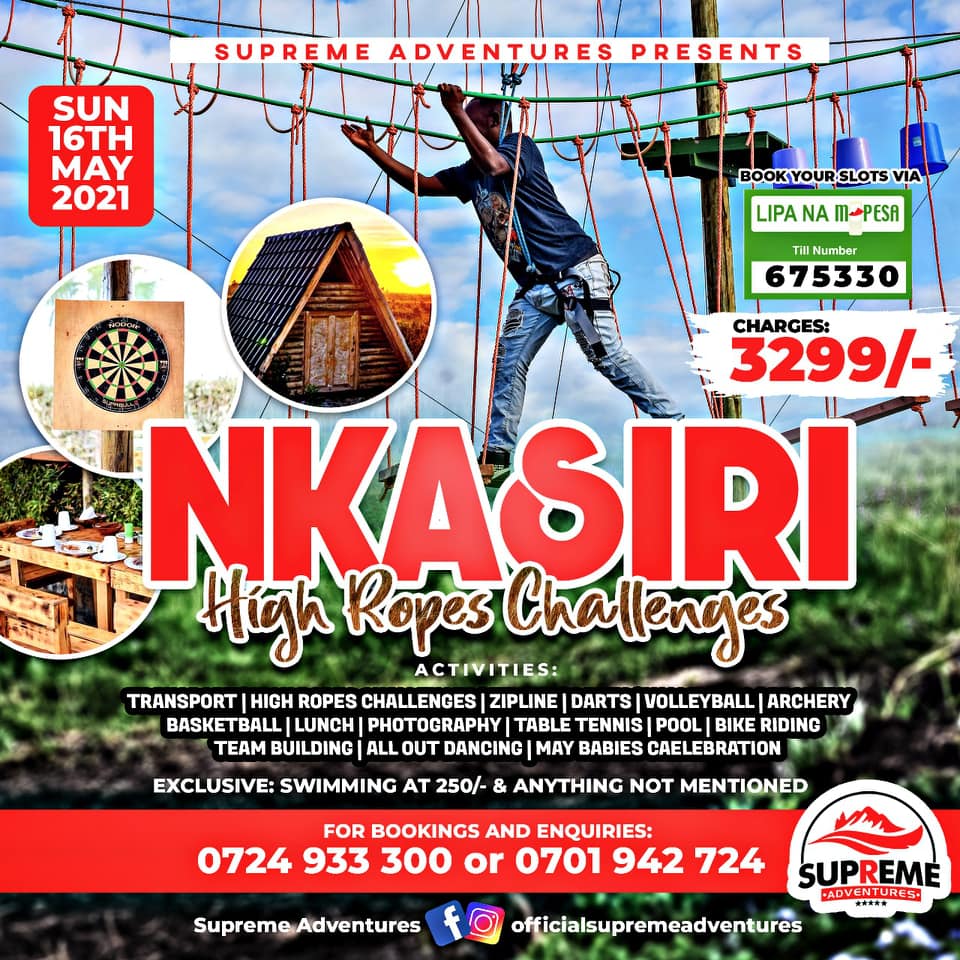 SUPREME ADVENTURES PRESENTS
SUN
16TH
MAY
2021
BOOK YOUR SLOTS VIA
LIPA NA M-PESA
Till Number
675330
CHARGES:
3299/-
NODOR
SUPABULL
NKASIRI
High Ropes Challenges
ACTIVITIES:
TRANSPORT | HIGH ROPES CHALLENGES | ZIPLINE | DARTS | VOLLEYBALL | ARCHERY
BASKETBALL | LUNCH | PHOTOGRAPHY | TABLE TENNIS | POOL | BIKE RIDING
TEAM BUILDING | ALL OUT DANCING | MAY BABIES CAELEBRATION
EXCLUSIVE: SWIMMING AT 250/- & ANYTHING NOT MENTIONED
FOR BOOKINGS AND ENQUIRIES:
0724 933 300 or 0701 942 724
SUPREME
•ADVENTURES•
Supreme Adventures officialsupremeadventures